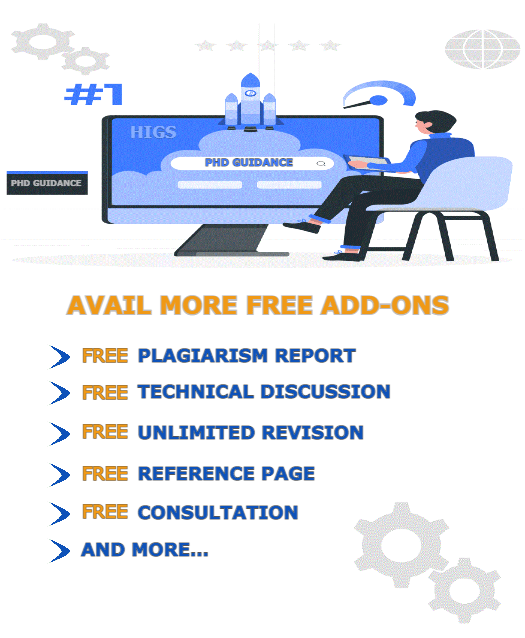 #1
HIGS
PHD GUIDANCE
PHD GUIDANCE
AVAIL MORE FREE ADD-ONS
FREE PLAGIARISM REPORT
FREE TECHNICAL DISCUSSION
FREE UNLIMITED REVISION
FREE REFERENCE PAGE
FREE CONSULTATION
AND MORE...